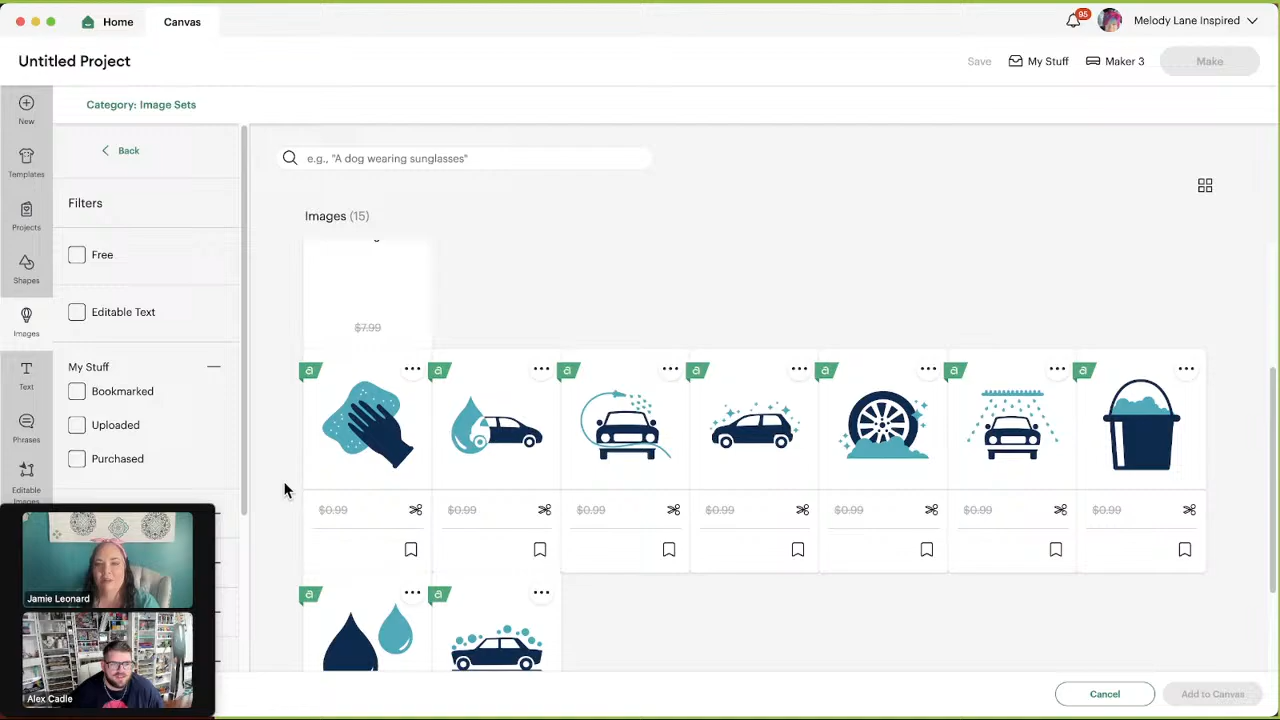 Home
Canvas
95
Melody Lane Inspired
Untitled Project
Save
My Stuff
Maker 3
Make
Category: Image Sets
New
Templates
Projects
Shapes
Images
Text
Phrases
Editable
Images
Back
Filters
Free
Editable Text
My Stuff
Bookmarked
Uploaded
Purchased
e.g., "A dog wearing sunglasses"
Images (15)
$7.99
a a a a a a a
$0.99 $0.99 $0.99 $0.99 $0.99 $0.99 $0.99
a a
Jamie Leonard
Alex Cadle
Cancel
Add to Canvas